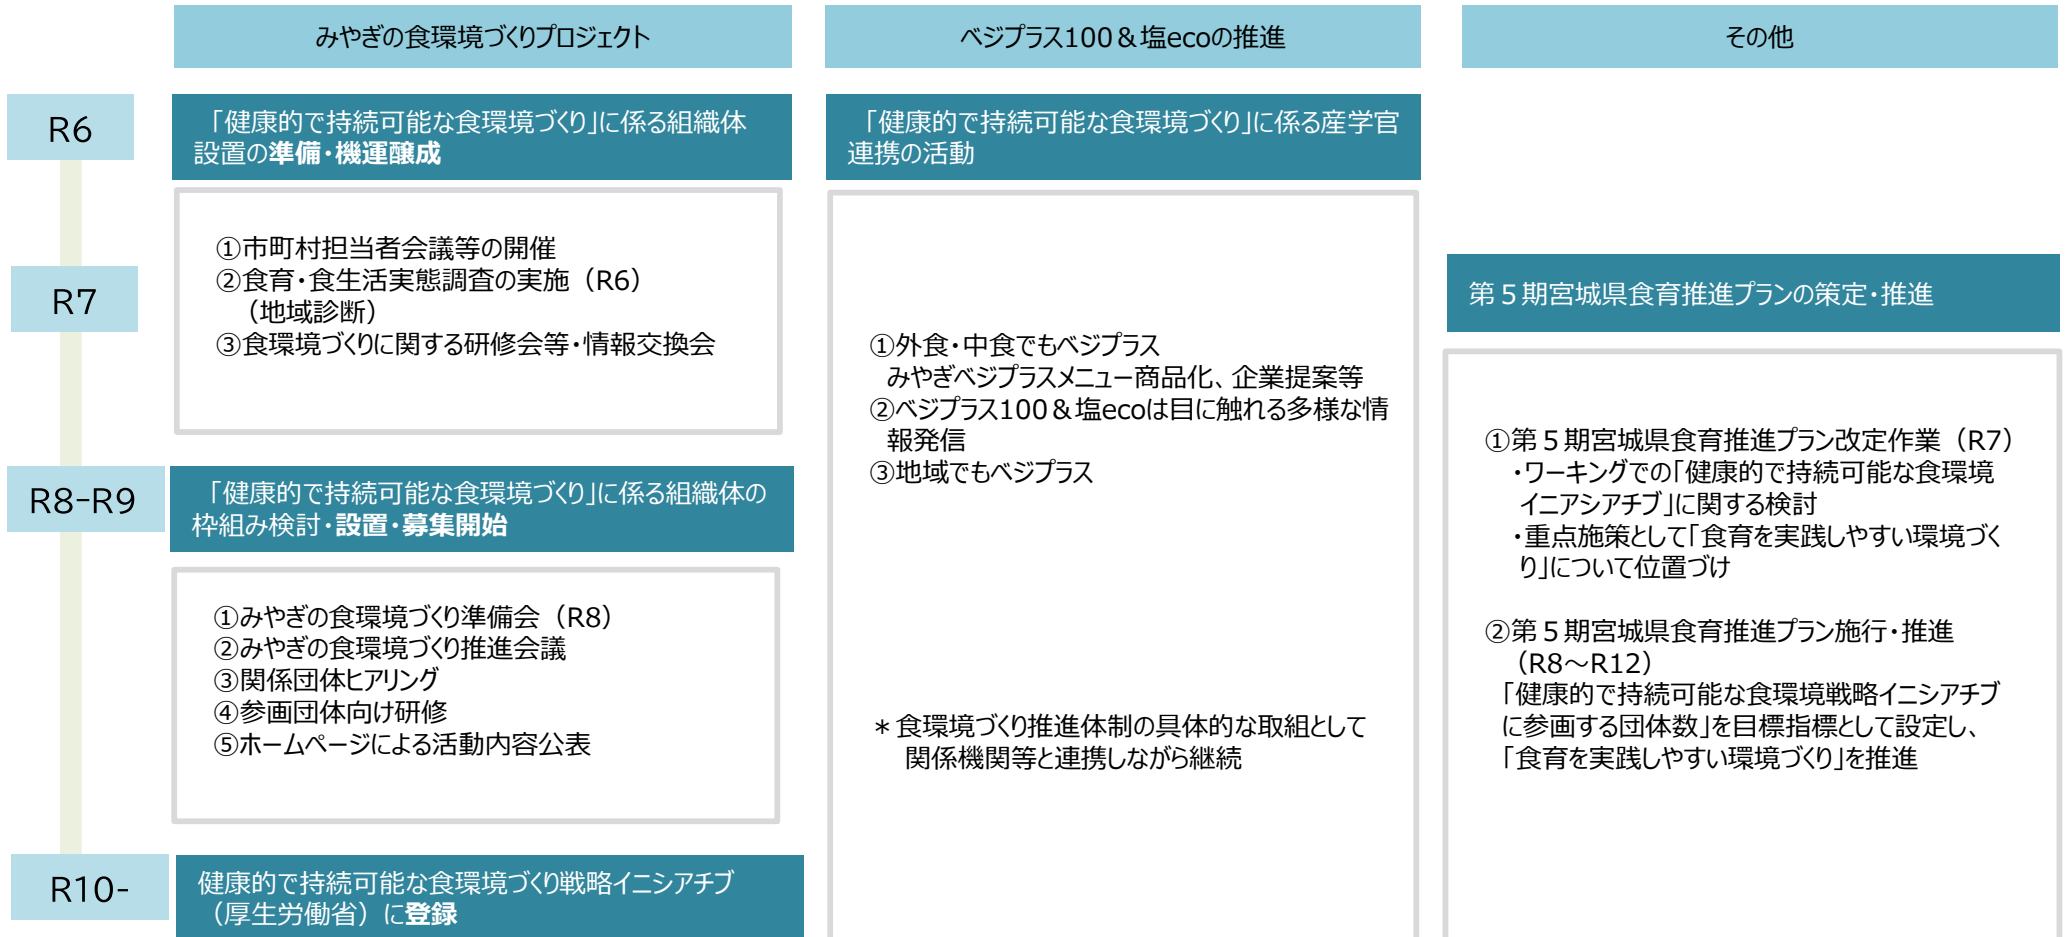 みやぎの食環境づくりプロジェクト
ベジプラス100＆塩ecoの推進
その他
R6
「健康的で持続可能な食環境づくり」に係る組織体
設置の準備・機運醸成
「健康的で持続可能な食環境づくり」に係る産学官
連携の活動
①市町村担当者会議等の開催
②食育・食生活実態調査の実施（R6）
（地域診断）
③食環境づくりに関する研修会等・情報交換会
R7
第５期宮城県食育推進プランの策定・推進
①外食・中食でもベジプラス
みやぎベジプラスメニュー商品化、企業提案等
②ベジプラス100＆塩ecoは目に触れる多様な情
報発信
③地域でもベジプラス
＊食環境づくり推進体制の具体的な取組として
関係機関等と連携しながら継続
①第５期宮城県食育推進プラン改定作業（R7）
・ワーキングでの「健康的で持続可能な食環境
イニアシアチブ」に関する検討
・重点施策として「食育を実践しやすい環境づく
り」について位置づけ
②第５期宮城県食育推進プラン施行・推進
（R8～R12）
「健康的で持続可能な食環境戦略イニシアチブ
に参画する団体数」を目標指標として設定し、
「食育を実践しやすい環境づくり」を推進
R8-R9
「健康的で持続可能な食環境づくり」に係る組織体の
枠組み検討・設置・募集開始
①みやぎの食環境づくり準備会（R8）
②みやぎの食環境づくり推進会議
③関係団体ヒアリング
④参画団体向け研修
⑤ホームページによる活動内容公表
R10-
健康的で持続可能な食環境づくり戦略イニシアチブ
（厚生労働省）に登録